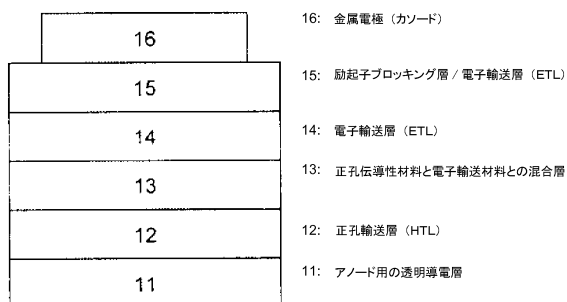 16
16: 金属電極（カソード）
15
15: 励起子ブロッキング層 / 電子輸送層（ETL）
14
14: 電子輸送層（ETL）
13
13: 正孔伝導性材料と電子輸送材料との混合層
12
12: 正孔輸送層（HTL）
11
11: アノード用の透明導電層